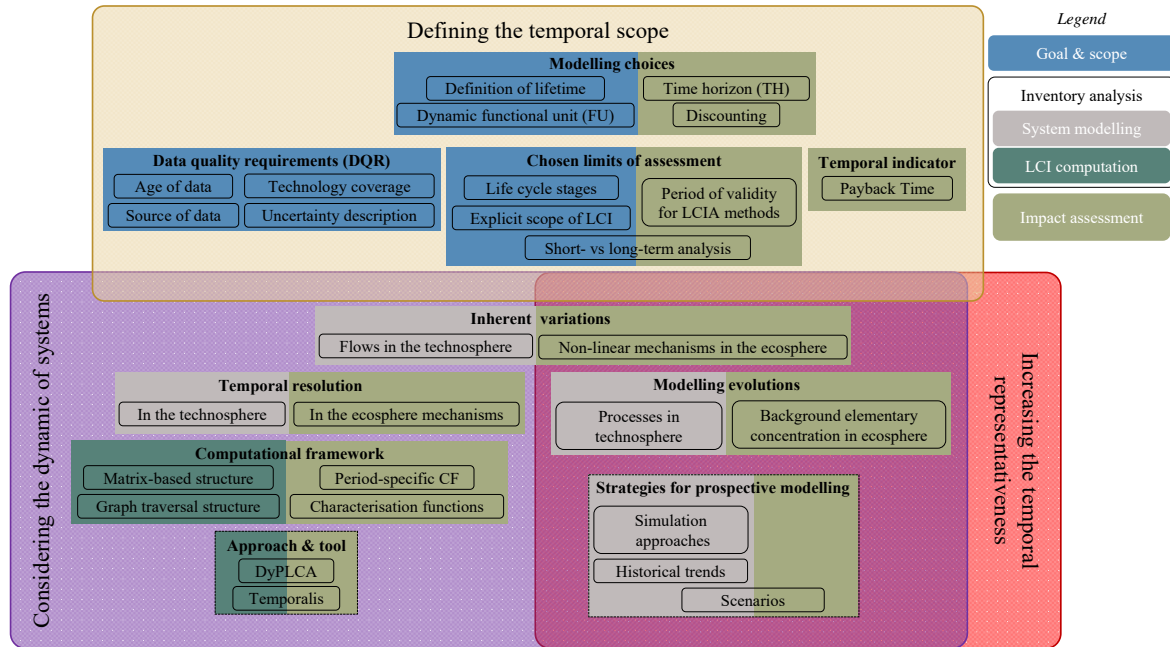 Defining the temporal scope
Modelling choices
Definition of lifetime
Time horizon (TH)
Dynamic functional unit (FU)
Discounting
Data quality requirements (DQR)
Age of data
Technology coverage
Source of data
Uncertainty description
Chosen limits of assessment
Life cycle stages
Explicit scope of LCI
Period of validity
for LCIA methods
Short- vs long-term analysis
Temporal indicator
Payback Time
Legend
Goal & scope
Inventory analysis
System modelling
LCI computation
Impact assessment
Considering the dynamic of systems
Inherent variations
Flows in the technosphere
Non-linear mechanisms in the ecosphere
Temporal resolution
In the technosphere
In the ecosphere mechanisms
Modelling evolutions
Processes in
technosphere
Background elementary
concentration in ecosphere
Computational framework
Matrix-based structure
Period-specific CF
Graph traversal structure
Characterisation functions
Strategies for prospective modelling
Simulation
approaches
Historical trends
Scenarios
Approach & tool
DyPLCA
Temporalis
Increasing the temporal
representativeness